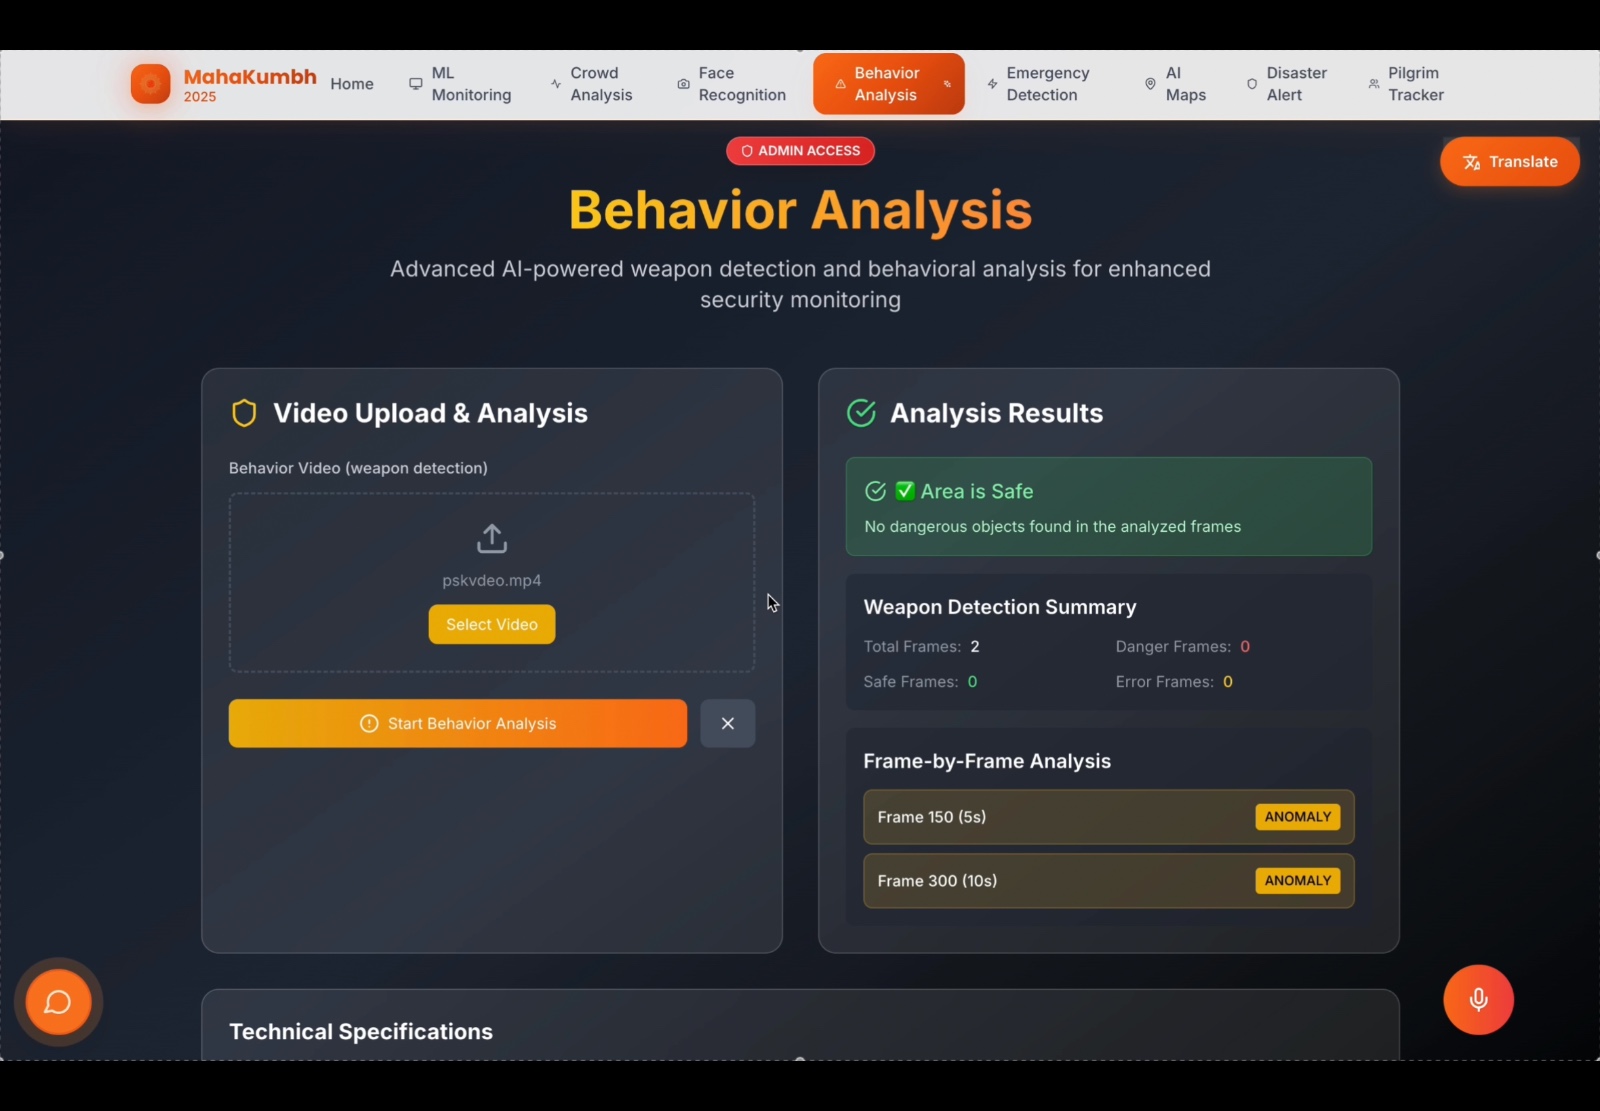 MahaKumbh
2025
Home
ML
Monitoring
Crowd
Analysis
Face
Recognition
Behavior
Analysis
Emergency
Detection
AI
Maps
Disaster
Alert
Pilgrim
Tracker
ADMIN ACCESS
Translate
Behavior Analysis
Advanced AI-powered weapon detection and behavioral analysis for enhanced
security monitoring
Video Upload & Analysis
Behavior Video (weapon detection)
pskvdeo.mp4
Select Video
Start Behavior Analysis
Analysis Results
✅ Area is Safe
No dangerous objects found in the analyzed frames
Weapon Detection Summary
Total Frames: 2
Danger Frames: 0
Safe Frames: 0
Error Frames: 0
Frame-by-Frame Analysis
Frame 150 (5s)
ANOMALY
Frame 300 (10s)
ANOMALY
Technical Specifications